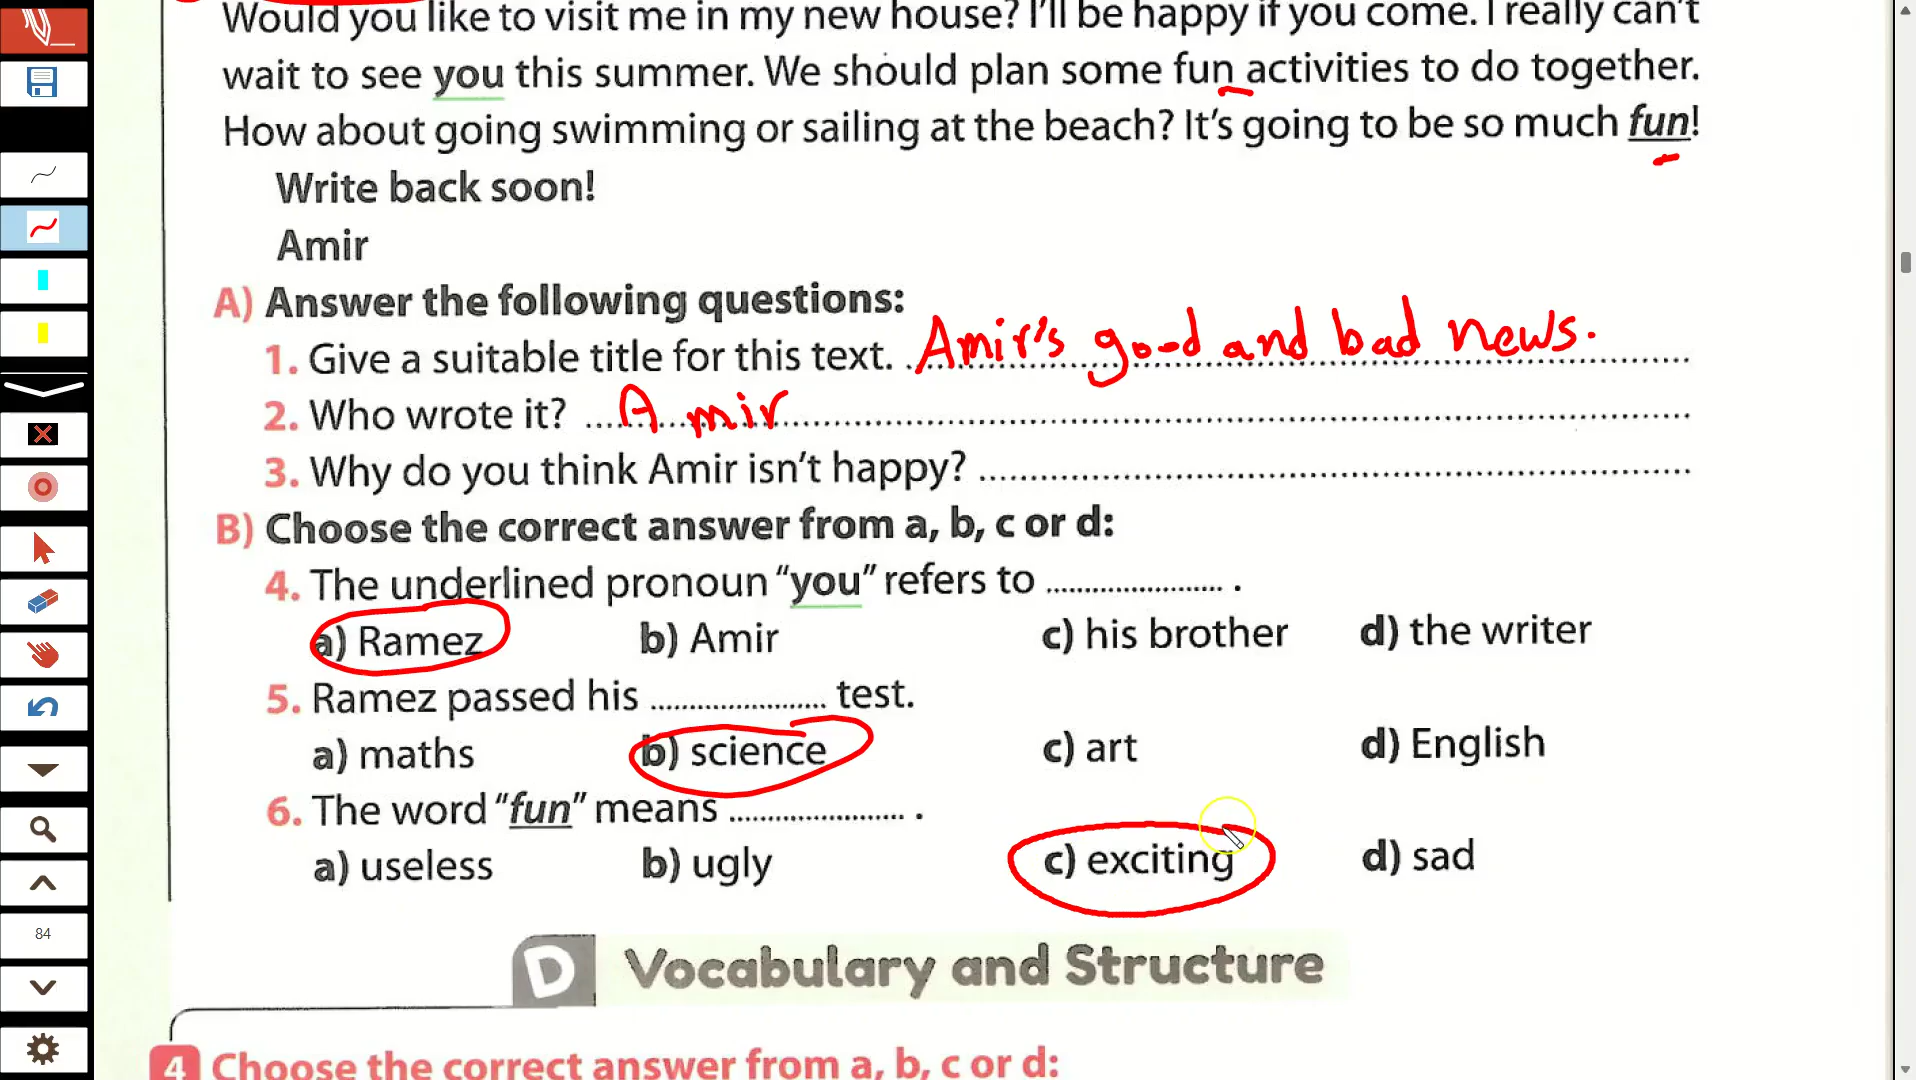 Would you like to visit me in my new house? I'll be happy if you come. I really can't
wait to see you this summer. We should plan some fun activities to do together.
How about going swimming or sailing at the beach? It's going to be so much fun!
Write back soon!
Amir
A) Answer the following questions:
1. Give a suitable title for this text. .......... Amir's good and bad news.
2. Who wrote it? .......... Amir
3. Why do you think Amir isn't happy? ..........
B) Choose the correct answer from a, b, c or d:
4. The underlined pronoun "you" refers to .......... .
a) Ramez b) Amir c) his brother d) the writer
5. Ramez passed his .......... test.
a) maths b) science c) art d) English
6. The word "fun" means .......... .
a) useless b) ugly c) exciting d) sad
D Vocabulary and Structure
4 Choose the correct answer from a, b, c or d:
84